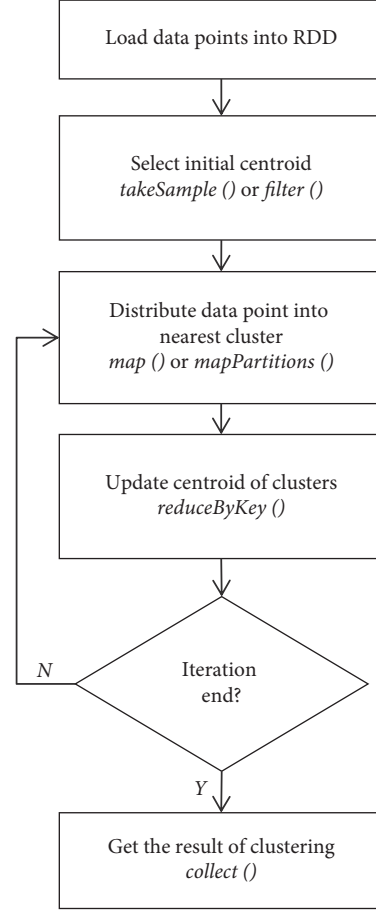 Load data points into RDD
Select initial centroid
takeSample () or filter ()
Distribute data point into
nearest cluster
map () or mapPartitions ()
Update centroid of clusters
reduceByKey ()
N
Iteration
end?
Y
Get the result of clustering
collect ()